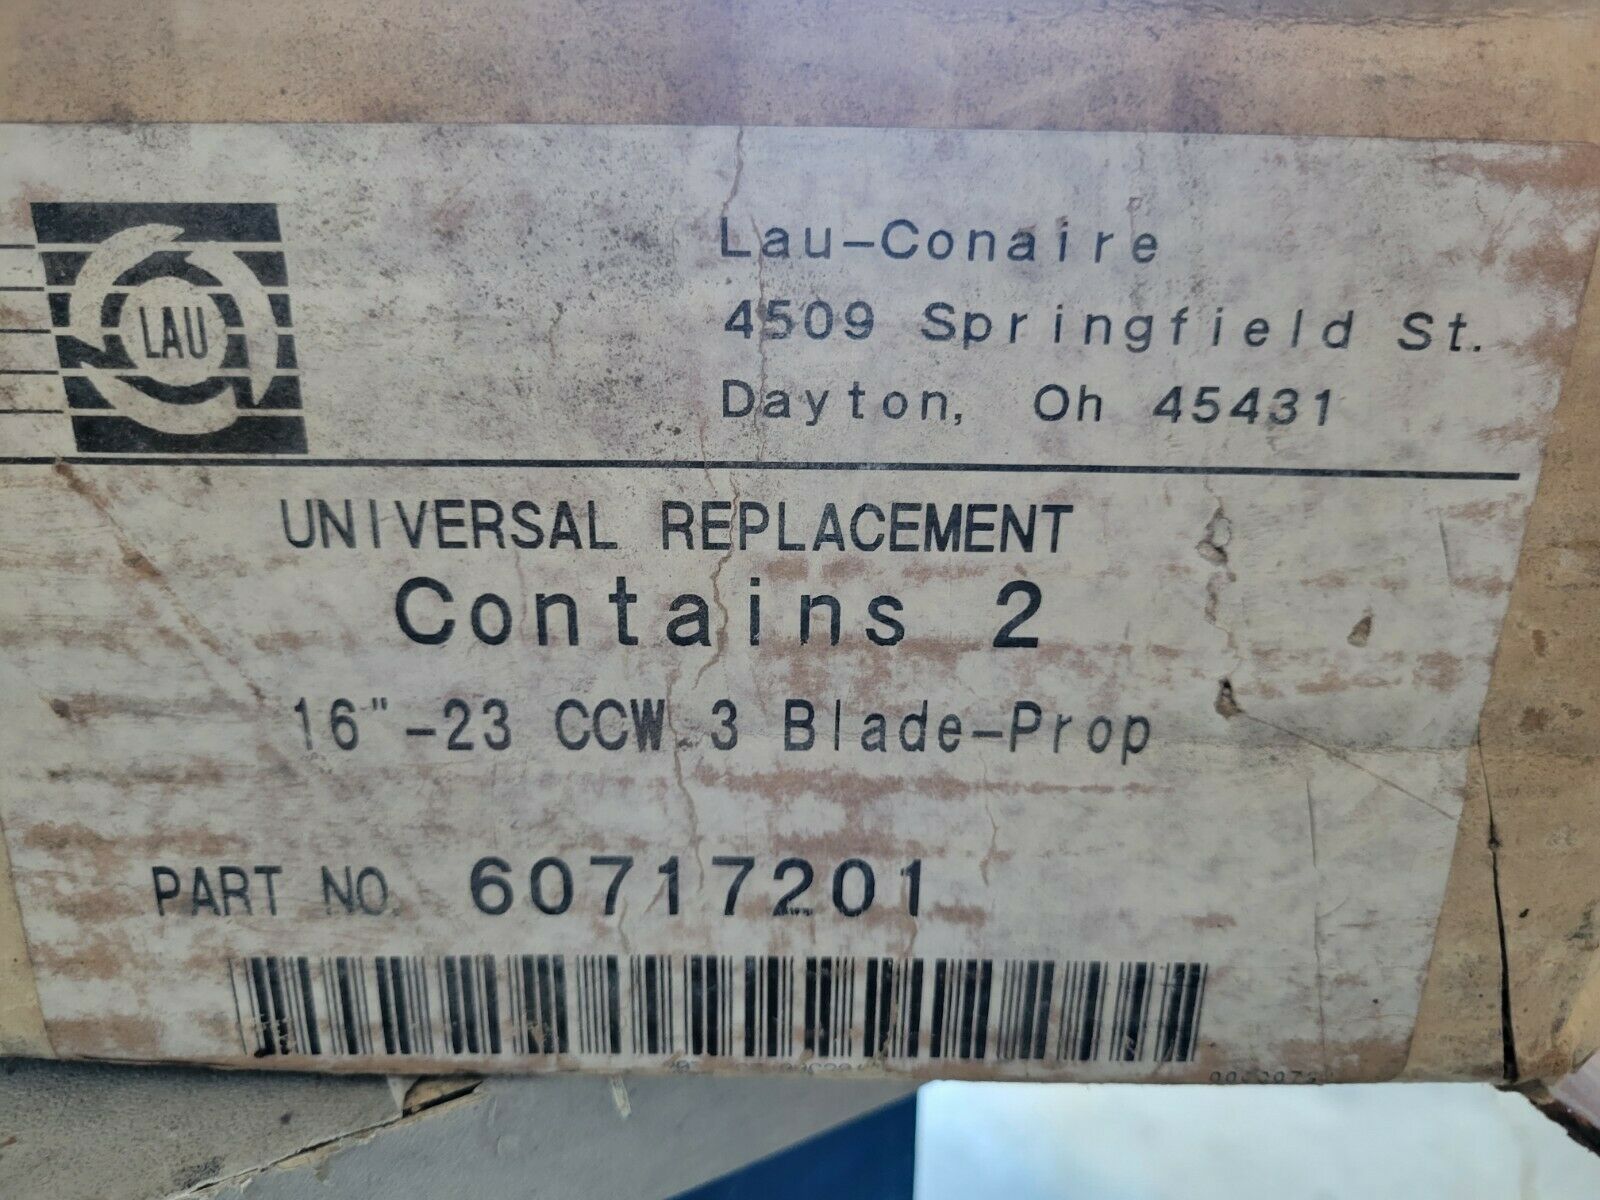 LAU
Lau-Conaire
4509 Springfield St.
Dayton, Oh 45431
UNIVERSAL REPLACEMENT
Contains 2
16"-23 CCW 3 Blade-Prop
PART NO. 60717201